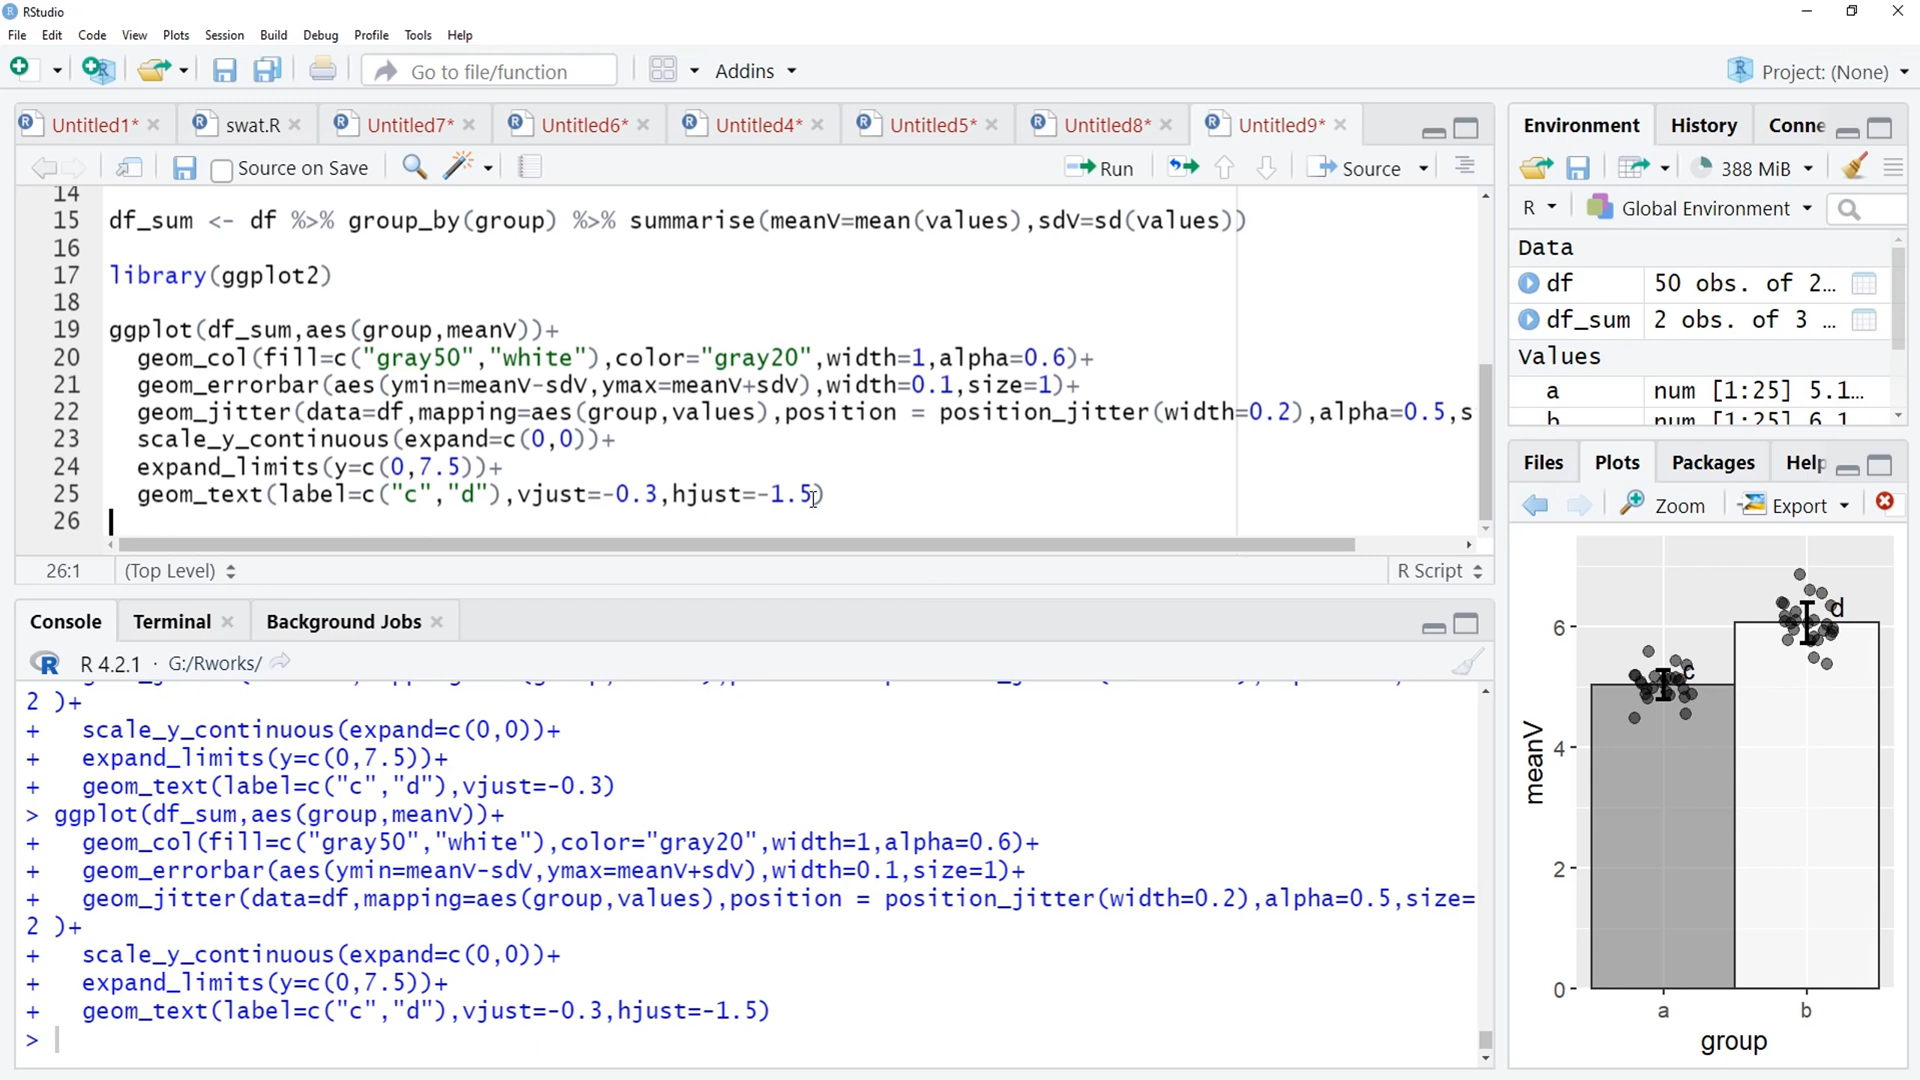 RStudio
File Edit Code View Plots Session Build Debug Profile Tools Help
Go to file/function Addins Project: (None)
Untitled1* swat.R Untitled7* Untitled6* Untitled4* Untitled5* Untitled8* Untitled9*
Source on Save Run Source
14
15 df_sum <- df %>% group_by(group) %>% summarise(meanV=mean(values),sdV=sd(values))
16
17 library(ggplot2)
18
19 ggplot(df_sum,aes(group,meanV))+
20 geom_col(fill=c("gray50","white"),color="gray20",width=1,alpha=0.6)+
21 geom_errorbar(aes(ymin=meanV-sdV,ymax=meanV+sdV),width=0.1,size=1)+
22 geom_jitter(data=df,mapping=aes(group,values),position = position_jitter(width=0.2),alpha=0.5,s
23 scale_y_continuous(expand=c(0,0))+
24 expand_limits(y=c(0,7.5))+
25 geom_text(label=c("c","d"),vjust=-0.3,hjust=-1.5)
26
26:1 (Top Level) R Script
Console Terminal Background Jobs
R 4.2.1 · G:/Rworks/
2 )+
+ scale_y_continuous(expand=c(0,0))+
+ expand_limits(y=c(0,7.5))+
+ geom_text(label=c("c","d"),vjust=-0.3)
> ggplot(df_sum,aes(group,meanV))+
+ geom_col(fill=c("gray50","white"),color="gray20",width=1,alpha=0.6)+
+ geom_errorbar(aes(ymin=meanV-sdV,ymax=meanV+sdV),width=0.1,size=1)+
+ geom_jitter(data=df,mapping=aes(group,values),position = position_jitter(width=0.2),alpha=0.5,size=
2 )+
+ scale_y_continuous(expand=c(0,0))+
+ expand_limits(y=c(0,7.5))+
+ geom_text(label=c("c","d"),vjust=-0.3,hjust=-1.5)
>
Environment History Conne
388 MiB
R Global Environment
Data
df 50 obs. of 2…
df_sum 2 obs. of 3 …
Values
a num [1:25] 5.1…
b num [1:25] 6.1
Files Plots Packages Help
Zoom Export
d
6
c
4
meanV
2
0
a b
group